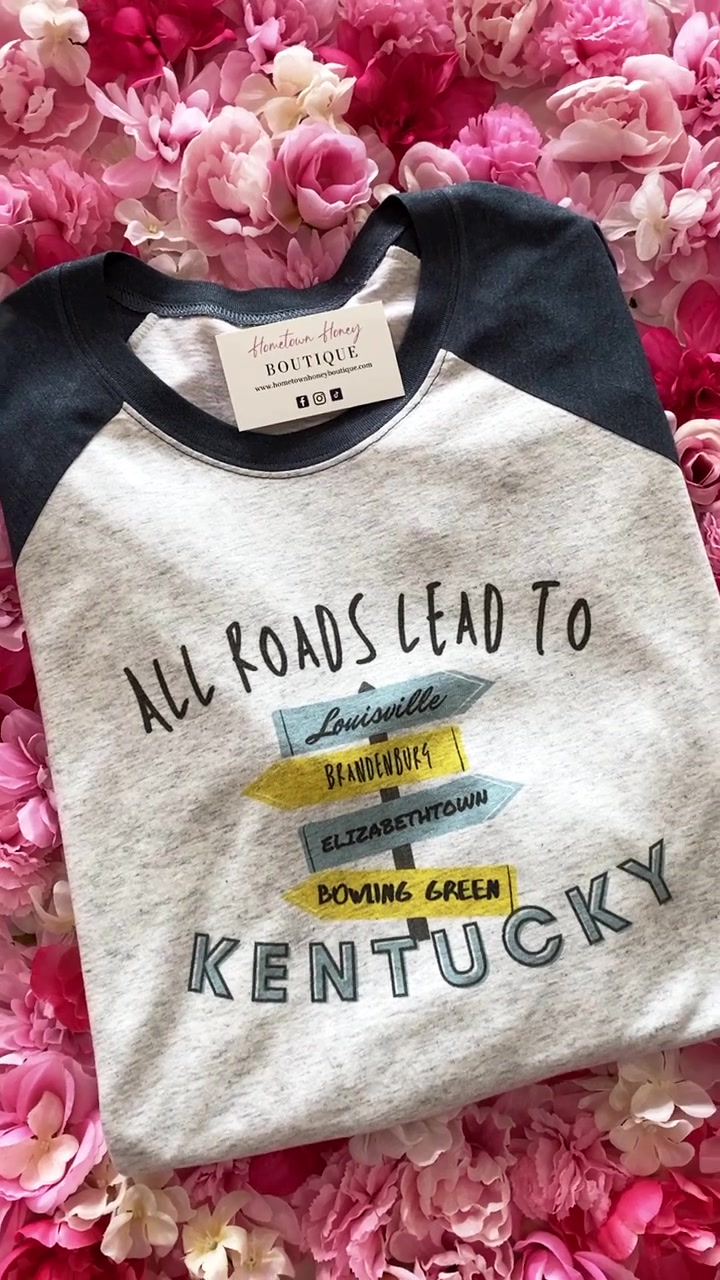 Hometown Honey
BOUTIQUE
www.hometownhoneyboutique.com
ALL ROADS LEAD TO
Louisville
BRANDENBURG
ELIZABETHTOWN
BOWLING GREEN
KENTUCKY